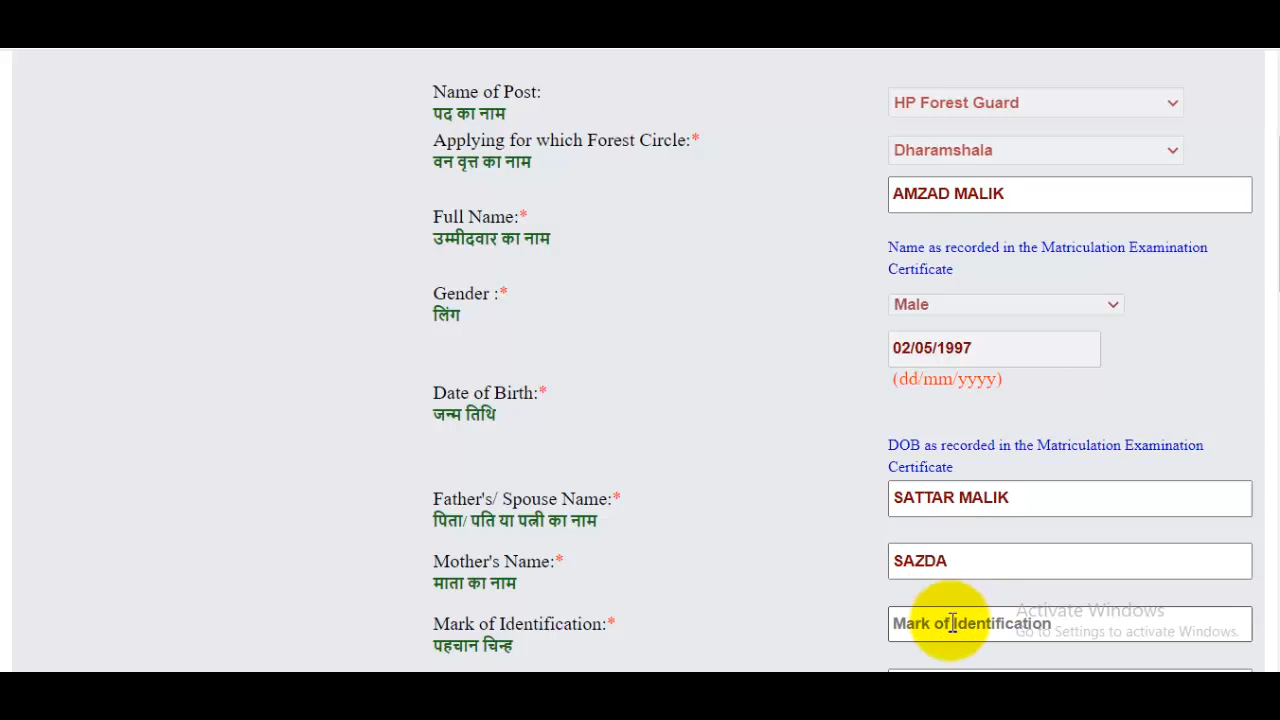 Name of Post:
पद का नाम
HP Forest Guard
Applying for which Forest Circle:*
वन वृत्त का नाम
Dharamshala
Full Name:*
उम्मीदवार का नाम
AMZAD MALIK
Name as recorded in the Matriculation Examination
Certificate
Gender :*
लिंग
Male
Date of Birth:*
जन्म तिथि
02/05/1997
(dd/mm/yyyy)
DOB as recorded in the Matriculation Examination
Certificate
Father's/ Spouse Name:*
पिता/ पति या पत्नी का नाम
SATTAR MALIK
Mother's Name:*
माता का नाम
SAZDA
Mark of Identification:*
पहचान चिन्ह
Mark of Identification
Activate Windows
Go to Settings to activate Windows.